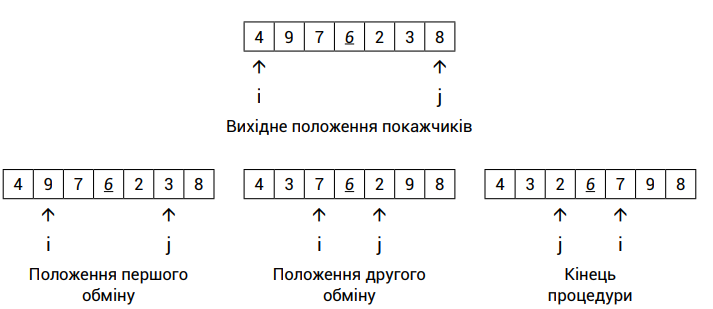 4 9 7 6 2 3 8
i j
Вихідне положення покажчиків
4 9 7 6 2 3 8
i j
Положення першого
обміну
4 3 7 6 2 9 8
i j
Положення другого
обміну
4 3 2 6 7 9 8
j i
Кінець
процедури